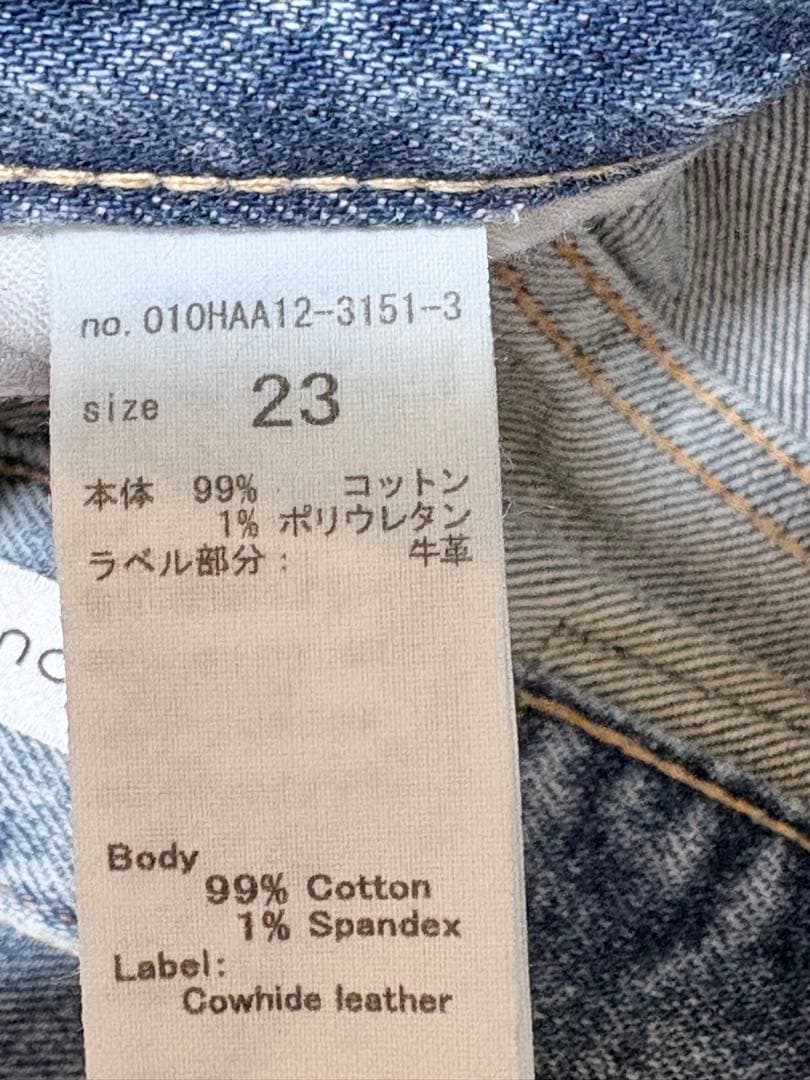 no. 010HAA12-3151-3
size 23
本体 99% コットン
1% ポリウレタン
ラベル部分: 牛革
Body
99% Cotton
1% Spandex
Label:
Cowhide leather